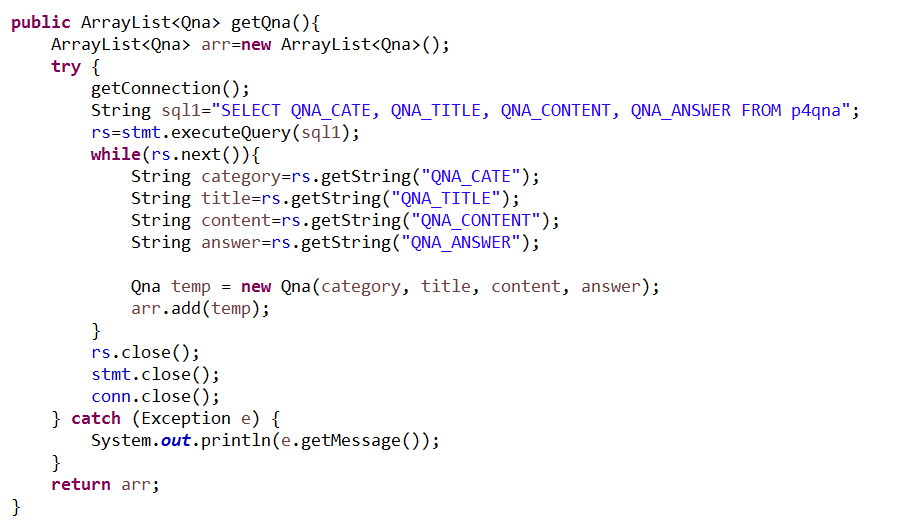 public ArrayList<Qna> getQna(){
    ArrayList<Qna> arr=new ArrayList<Qna>();
    try {
        getConnection();
        String sql1="SELECT QNA_CATE, QNA_TITLE, QNA_CONTENT, QNA_ANSWER FROM p4qna";
        rs=stmt.executeQuery(sql1);
        while(rs.next()){
            String category=rs.getString("QNA_CATE");
            String title=rs.getString("QNA_TITLE");
            String content=rs.getString("QNA_CONTENT");
            String answer=rs.getString("QNA_ANSWER");

            Qna temp = new Qna(category, title, content, answer);
            arr.add(temp);
        }
        rs.close();
        stmt.close();
        conn.close();
    } catch (Exception e) {
        System.out.println(e.getMessage());
    }
    return arr;
}